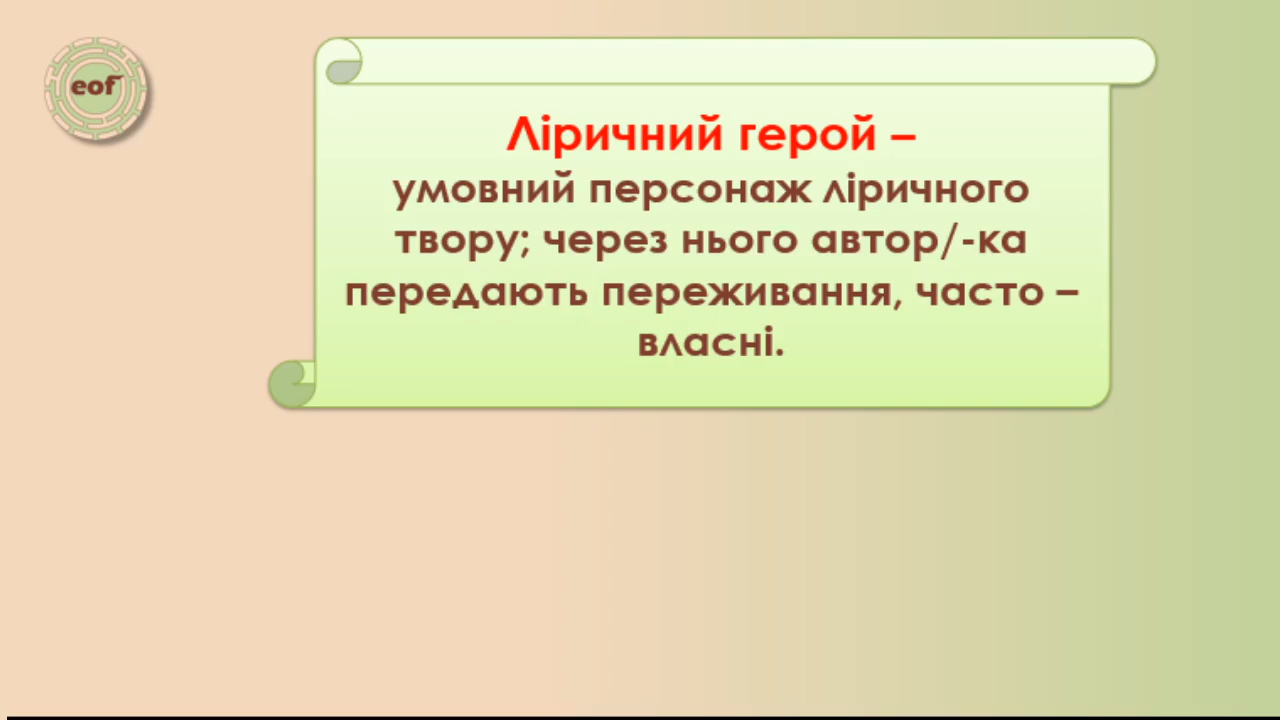 eof
Ліричний герой –
умовний персонаж ліричного
твору; через нього автор/-ка
передають переживання, часто –
власні.